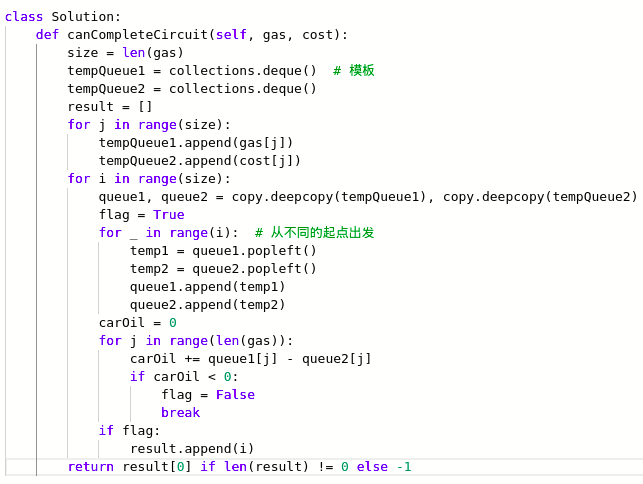 class Solution:
    def canCompleteCircuit(self, gas, cost):
        size = len(gas)
        tempQueue1 = collections.deque()  # 模板
        tempQueue2 = collections.deque()
        result = []
        for j in range(size):
            tempQueue1.append(gas[j])
            tempQueue2.append(cost[j])
        for i in range(size):
            queue1, queue2 = copy.deepcopy(tempQueue1), copy.deepcopy(tempQueue2)
            flag = True
            for _ in range(i):  # 从不同的起点出发
                temp1 = queue1.popleft()
                temp2 = queue2.popleft()
                queue1.append(temp1)
                queue2.append(temp2)
            carOil = 0
            for j in range(len(gas)):
                carOil += queue1[j] - queue2[j]
                if carOil < 0:
                    flag = False
                    break
            if flag:
                result.append(i)
        return result[0] if len(result) != 0 else -1